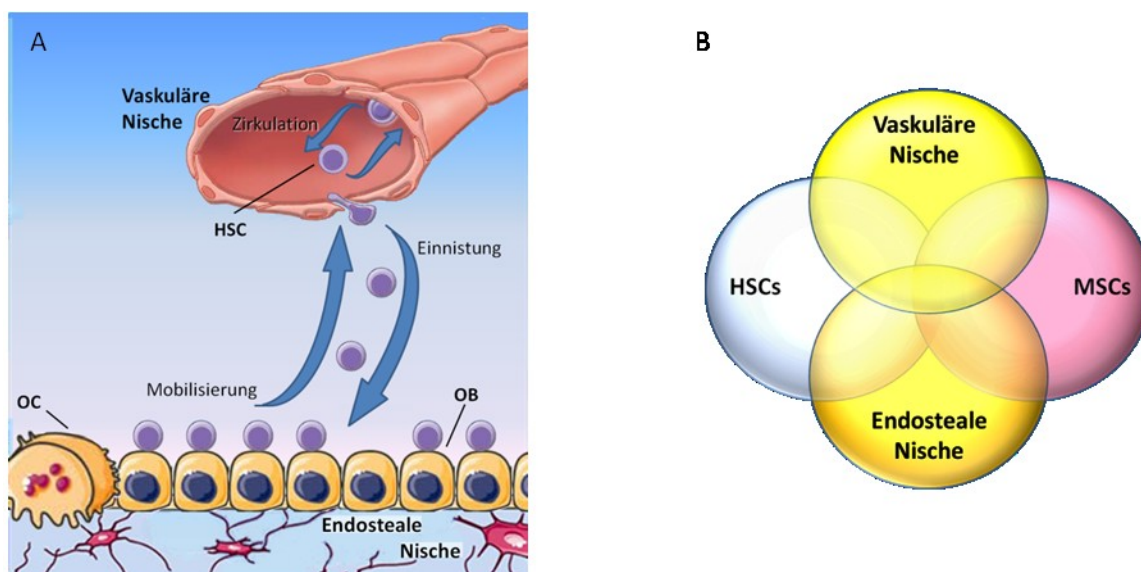 A
Vaskuläre
Nische
Zirkulation
HSC
Einnistung
Mobilisierung
OC
OB
Endosteale
Nische
B
Vaskuläre
Nische
HSCs
MSCs
Endosteale
Nische